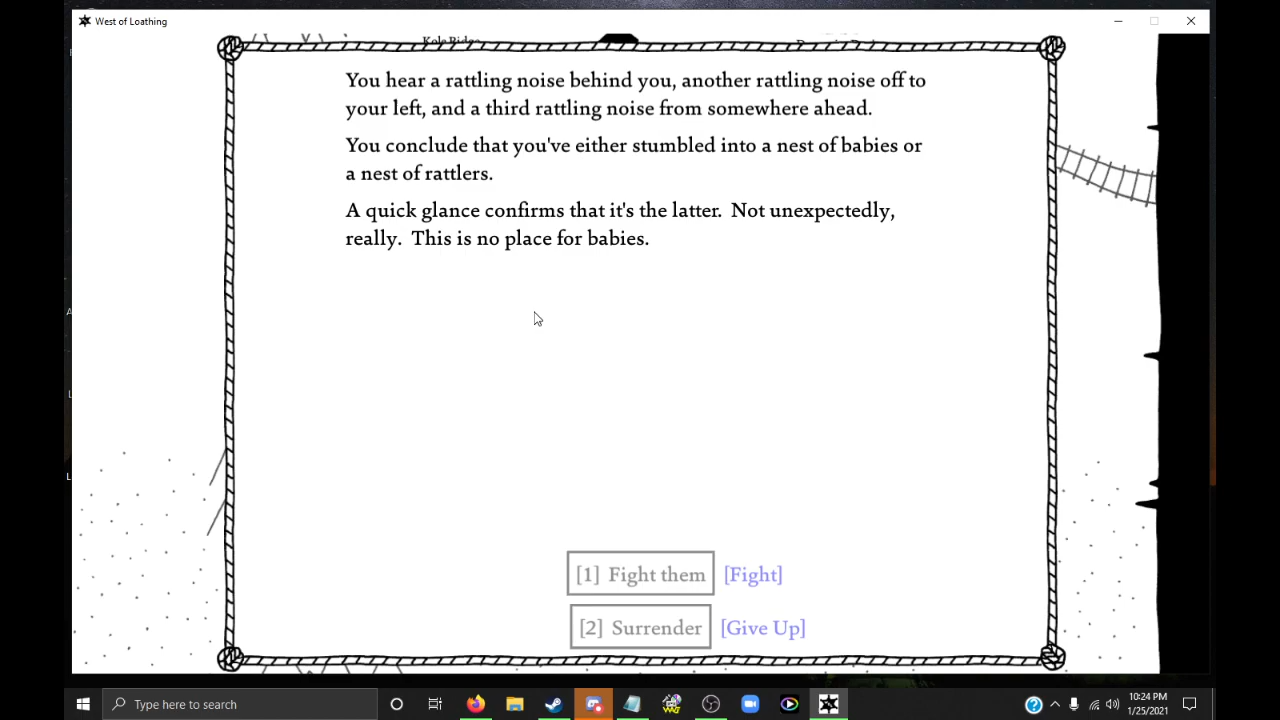 West of Loathing
You hear a rattling noise behind you, another rattling noise off to
your left, and a third rattling noise from somewhere ahead.
You conclude that you've either stumbled into a nest of babies or
a nest of rattlers.
A quick glance confirms that it's the latter.  Not unexpectedly,
really.  This is no place for babies.
[1]  Fight them [Fight]
[2]  Surrender [Give Up]
Type here to search
10:24 PM
1/25/2021